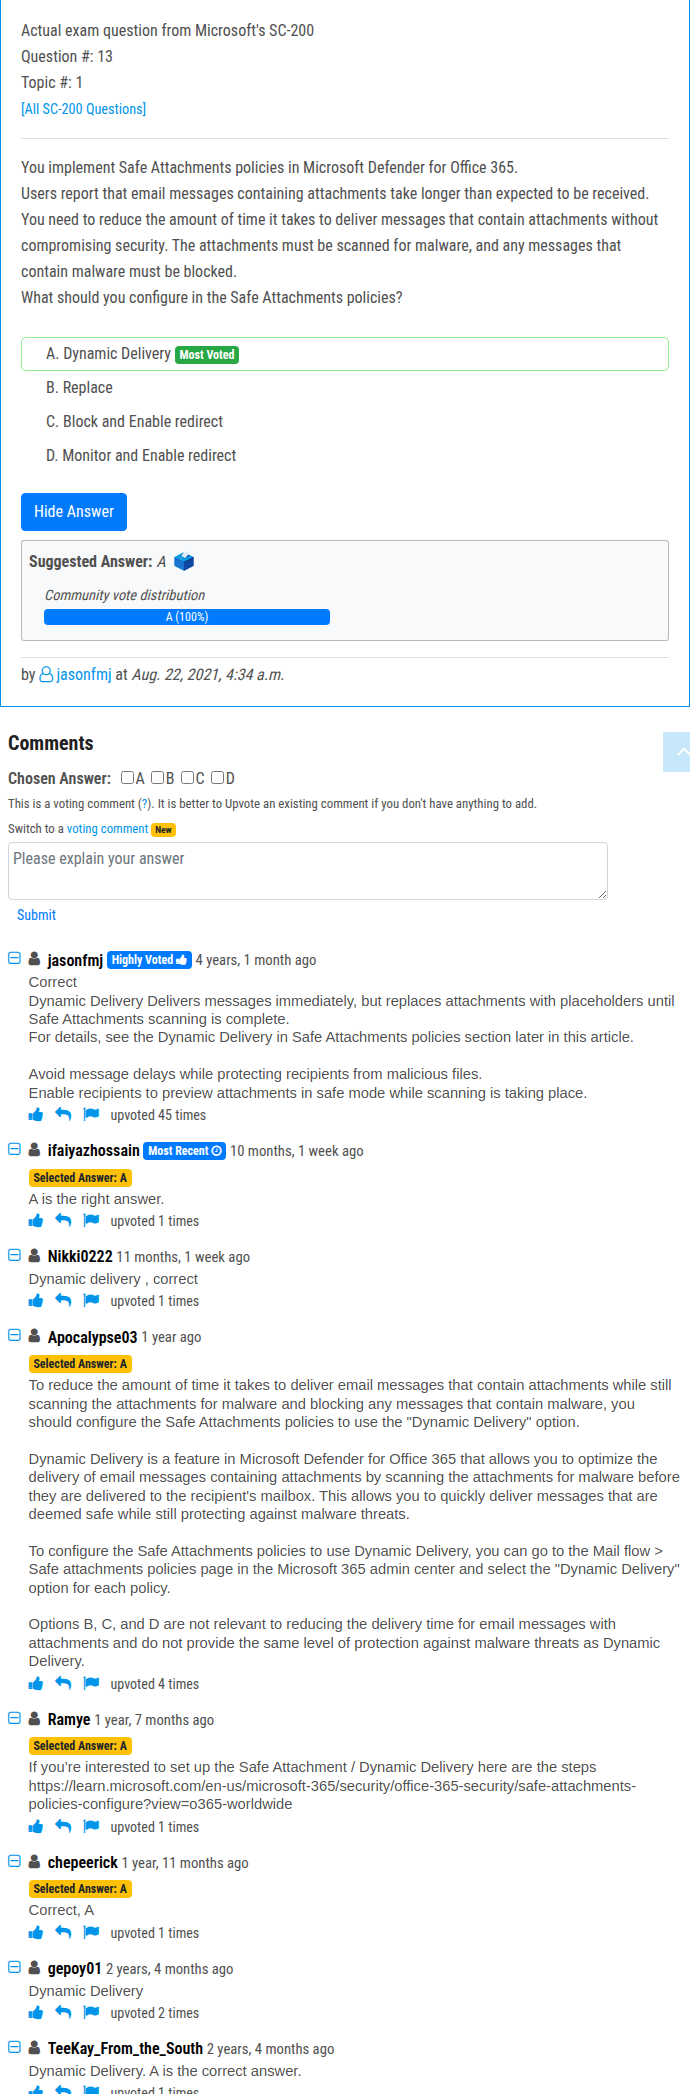 Actual exam question from Microsoft's SC-200
Question #: 13
Topic #: 1
[All SC-200 Questions]
You implement Safe Attachments policies in Microsoft Defender for Office 365.
Users report that email messages containing attachments take longer than expected to be received.
You need to reduce the amount of time it takes to deliver messages that contain attachments without
compromising security. The attachments must be scanned for malware, and any messages that
contain malware must be blocked.
What should you configure in the Safe Attachments policies?
A. Dynamic Delivery Most Voted
B. Replace
C. Block and Enable redirect
D. Monitor and Enable redirect
Hide Answer
Suggested Answer: A
Community vote distribution
A (100%)
by jasonfmj at Aug. 22, 2021, 4:34 a.m.
Comments
Chosen Answer: A B C D
This is a voting comment (?). It is better to Upvote an existing comment if you don't have anything to add.
Switch to a voting comment New
Please explain your answer
Submit
jasonfmj Highly Voted 4 years, 1 month ago
Correct
Dynamic Delivery Delivers messages immediately, but replaces attachments with placeholders until
Safe Attachments scanning is complete.
For details, see the Dynamic Delivery in Safe Attachments policies section later in this article.
Avoid message delays while protecting recipients from malicious files.
Enable recipients to preview attachments in safe mode while scanning is taking place.
upvoted 45 times
ifaiyazhossain Most Recent 10 months, 1 week ago
Selected Answer: A
A is the right answer.
upvoted 1 times
Nikki0222 11 months, 1 week ago
Dynamic delivery , correct
upvoted 1 times
Apocalypse03 1 year ago
Selected Answer: A
To reduce the amount of time it takes to deliver email messages that contain attachments while still
scanning the attachments for malware and blocking any messages that contain malware, you
should configure the Safe Attachments policies to use the "Dynamic Delivery" option.
Dynamic Delivery is a feature in Microsoft Defender for Office 365 that allows you to optimize the
delivery of email messages containing attachments by scanning the attachments for malware before
they are delivered to the recipient's mailbox. This allows you to quickly deliver messages that are
deemed safe while still protecting against malware threats.
To configure the Safe Attachments policies to use Dynamic Delivery, you can go to the Mail flow >
Safe attachments policies page in the Microsoft 365 admin center and select the "Dynamic Delivery"
option for each policy.
Options B, C, and D are not relevant to reducing the delivery time for email messages with
attachments and do not provide the same level of protection against malware threats as Dynamic
Delivery.
upvoted 4 times
Ramye 1 year, 7 months ago
Selected Answer: A
If you're interested to set up the Safe Attachment / Dynamic Delivery here are the steps
https://learn.microsoft.com/en-us/microsoft-365/security/office-365-security/safe-attachments-
policies-configure?view=o365-worldwide
upvoted 1 times
chepeerick 1 year, 11 months ago
Selected Answer: A
Correct, A
upvoted 1 times
gepoy01 2 years, 4 months ago
Dynamic Delivery
upvoted 2 times
TeeKay_From_the_South 2 years, 4 months ago
Dynamic Delivery. A is the correct answer.
upvoted 1 times